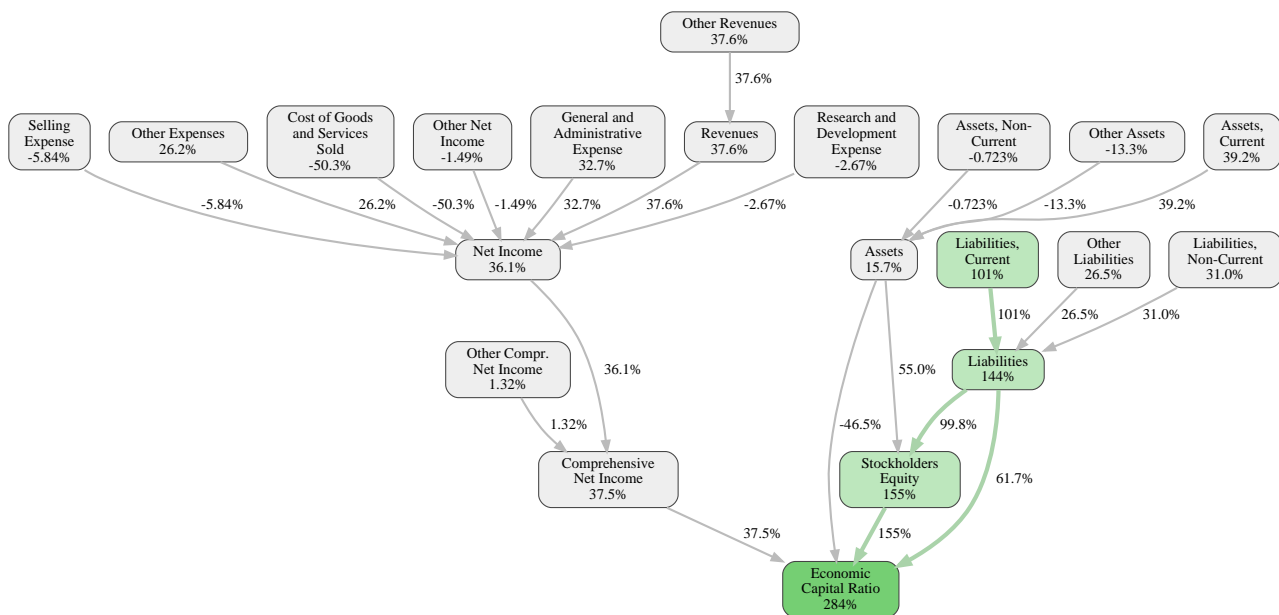 Other Revenues
37.6%
37.6%
Selling
Expense
-5.84%
Other Expenses
26.2%
Cost of Goods
and Services
Sold
-50.3%
Other Net
Income
-1.49%
General and
Administrative
Expense
32.7%
Revenues
37.6%
Research and
Development
Expense
-2.67%
Assets, Non-
Current
-0.723%
Other Assets
-13.3%
Assets,
Current
39.2%
-5.84%
26.2%
-50.3%
-1.49%
32.7%
37.6%
-2.67%
-0.723%
-13.3%
39.2%
Net Income
36.1%
Assets
15.7%
Liabilities,
Current
101%
Other
Liabilities
26.5%
Liabilities,
Non-Current
31.0%
101%
26.5%
31.0%
Other Compr.
Net Income
1.32%
36.1%
55.0%
Liabilities
144%
1.32%
-46.5%
99.8%
Comprehensive
Net Income
37.5%
Stockholders
Equity
155%
61.7%
37.5%
155%
Economic
Capital Ratio
284%